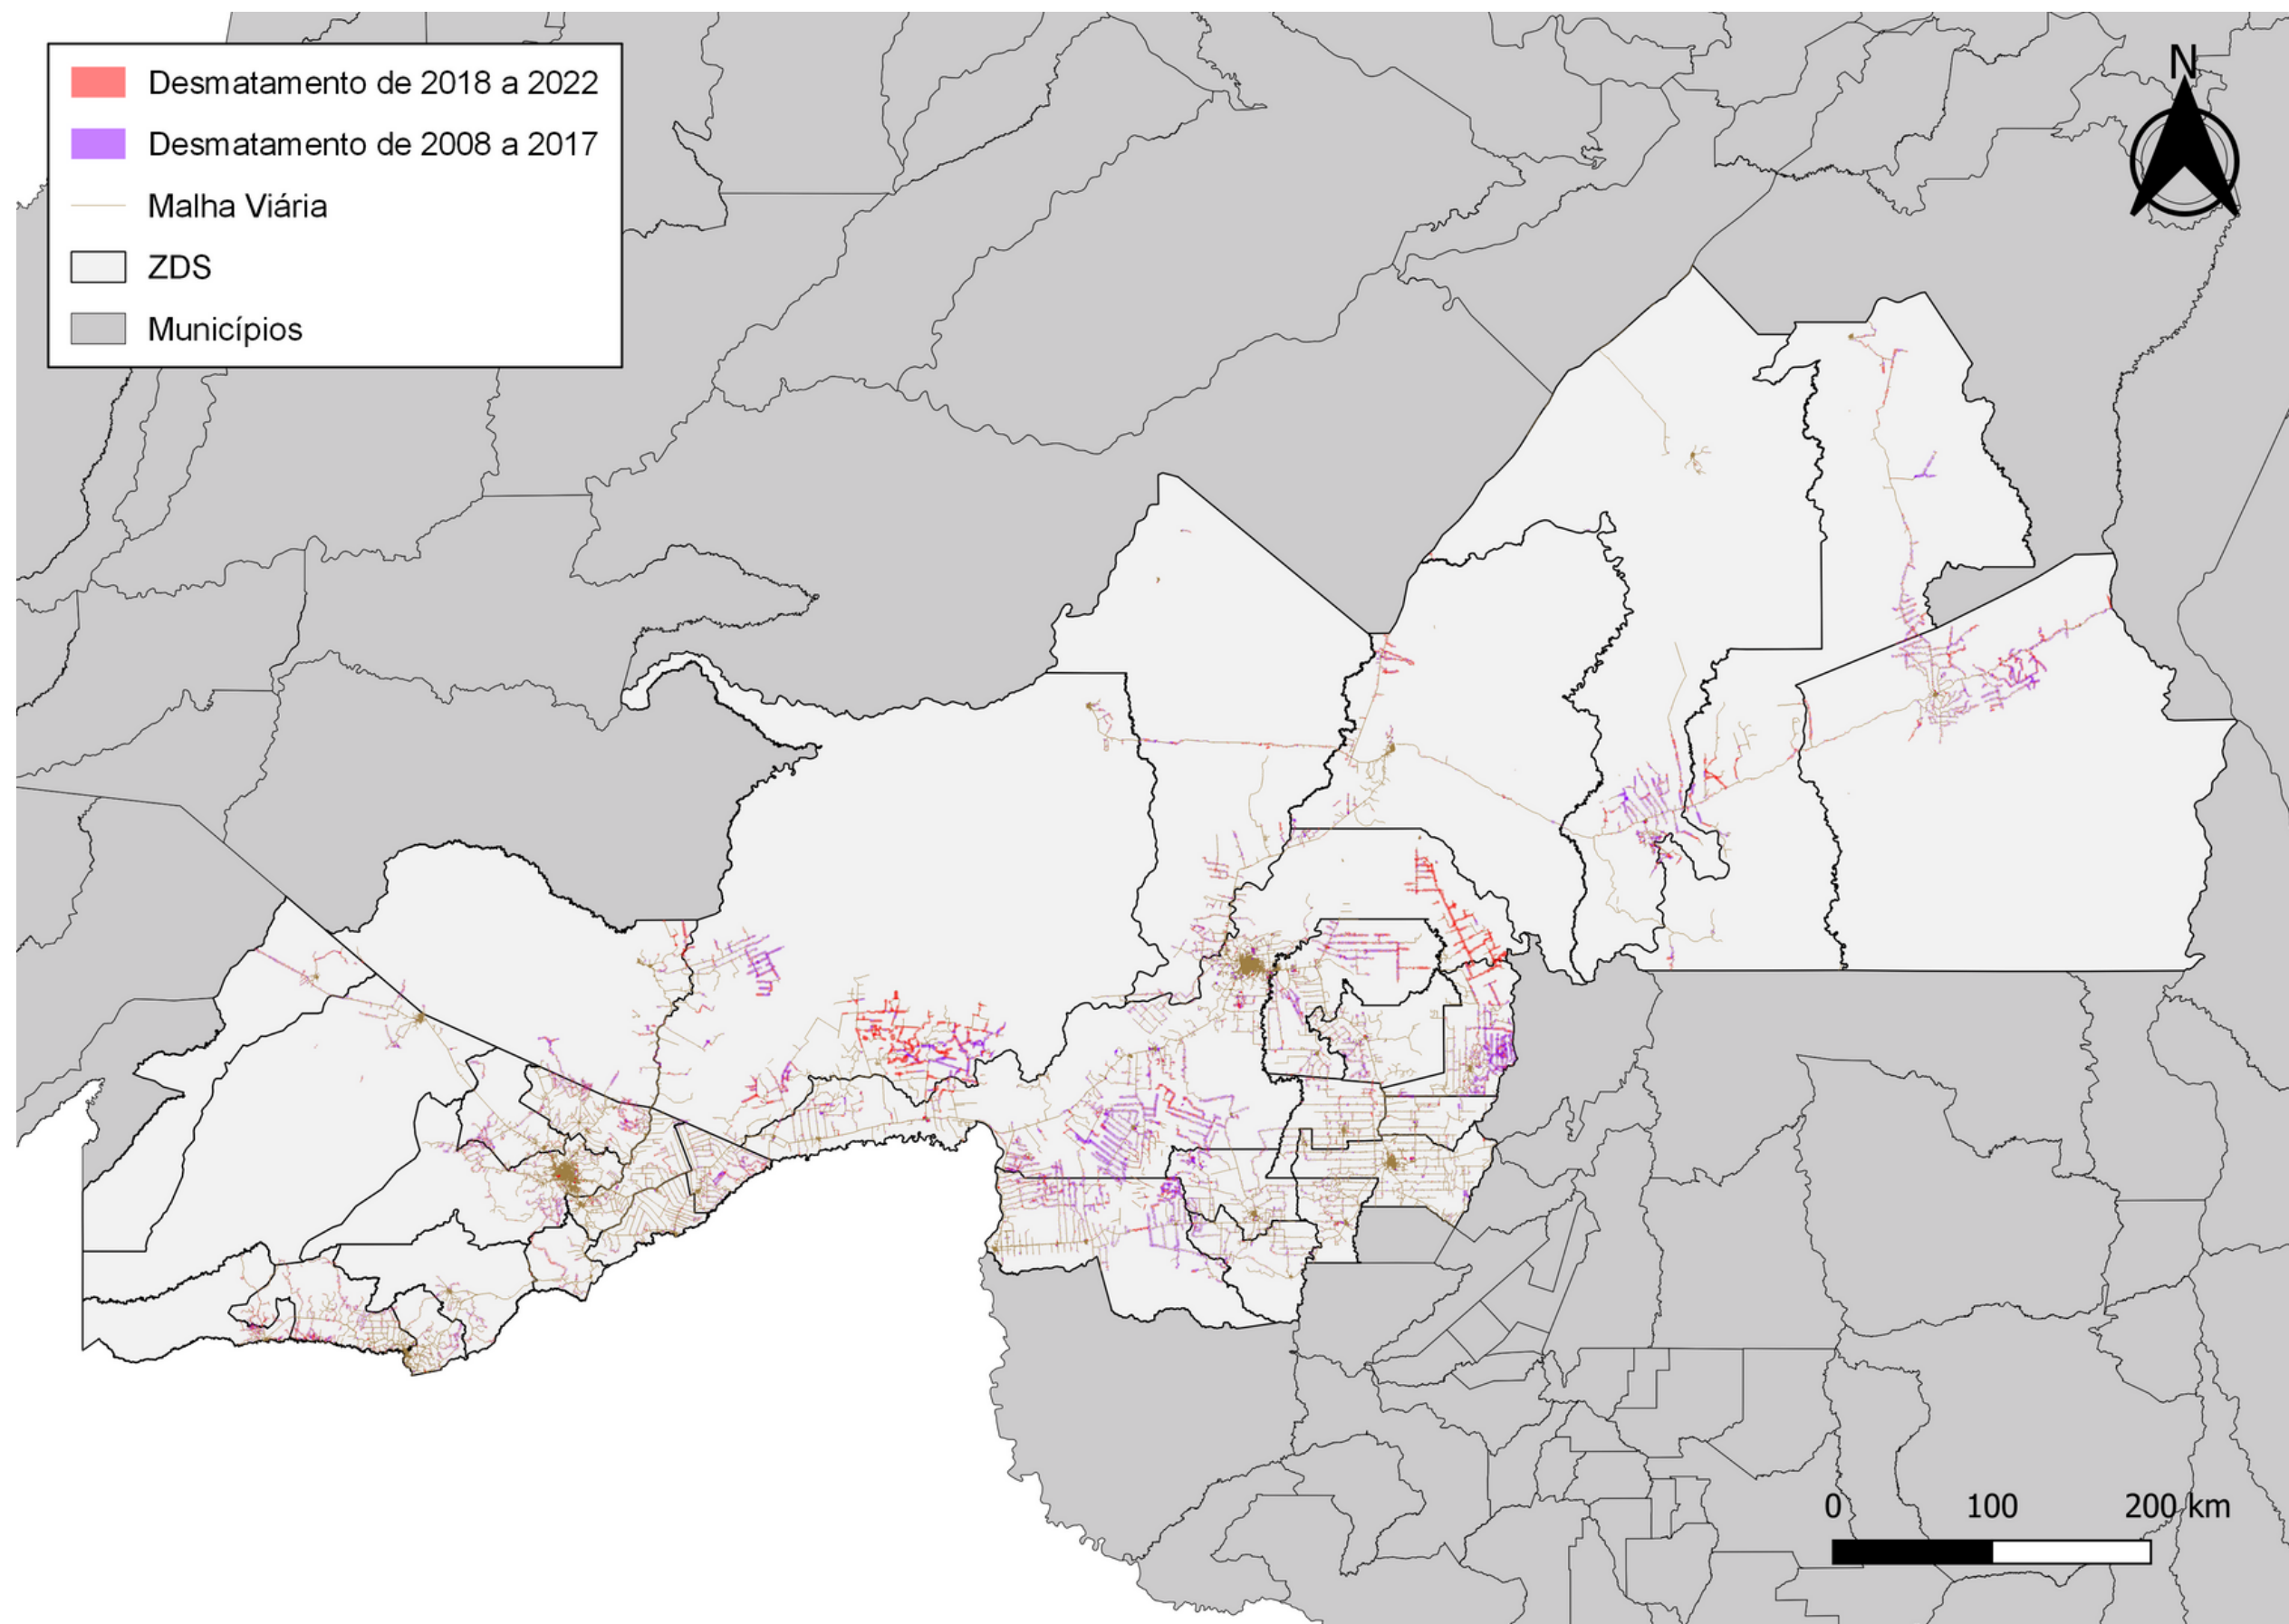 Desmatamento de 2018 a 2022
Desmatamento de 2008 a 2017
Malha Viária
ZDS
Municípios
N
0 100 200 km